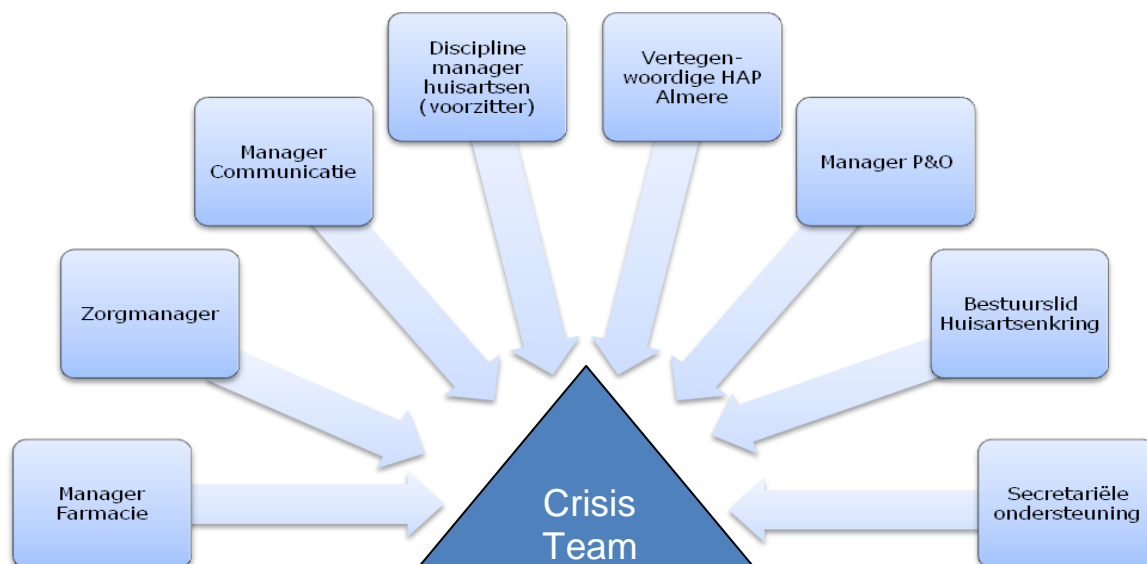 Discipline
manager
huisartsen
(voorzitter)
Vertegen-
woordige HAP
Almere
Manager
Communicatie
Manager P&O
Zorgmanager
Bestuurslid
Huisartsenkring
Manager
Farmacie
Secretariële
ondersteuning
Crisis
Team